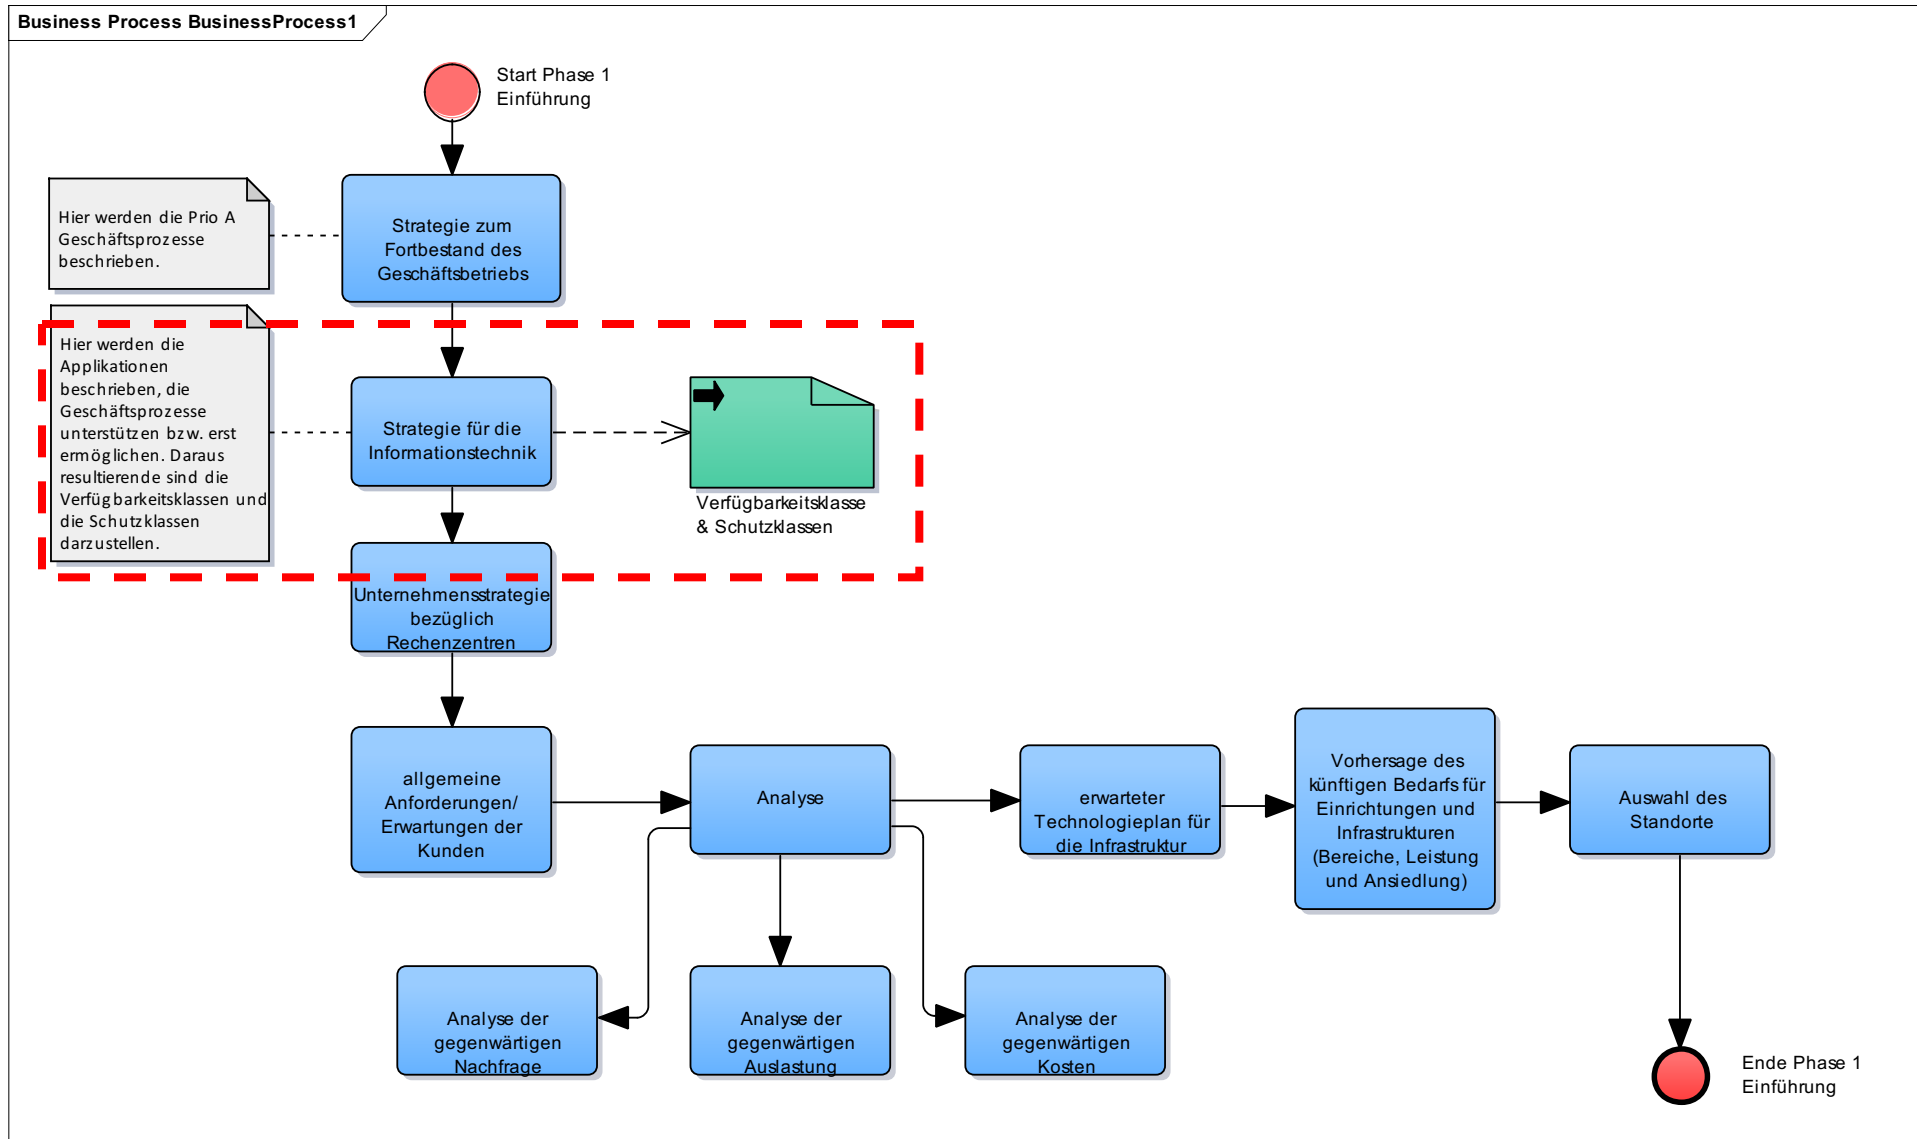 Business Process BusinessProcess1
Start Phase 1
Einführung
Hier werden die Prio A
Geschäftsprozesse
beschrieben.
Strategie zum
Fortbestand des
Geschäftsbetriebs
Hier werden die
Applikationen
beschrieben, die
Geschäftsprozesse
unterstützen bzw. erst
ermöglichen. Daraus
resultierende sind die
Verfügbarkeitsklassen und
die Schutzklassen
darzustellen.
Strategie für die
Informationstechnik
Verfügbarkeitsklasse
& Schutzklassen
Unternehmensstrategie
bezüglich
Rechenzentren
allgemeine
Anforderungen/
Erwartungen der
Kunden
Analyse
erwarteter
Technologieplan für
die Infrastruktur
Vorhersage des
künftigen Bedarfs für
Einrichtungen und
Infrastrukturen
(Bereiche, Leistung
und Ansiedlung)
Auswahl des
Standorte
Analyse der
gegenwärtigen
Nachfrage
Analyse der
gegenwärtigen
Auslastung
Analyse der
gegenwärtigen
Kosten
Ende Phase 1
Einführung